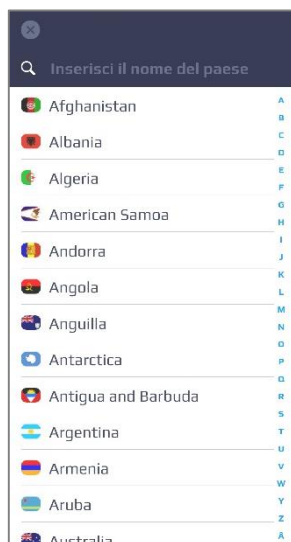 Inserisci il nome del paese
Afghanistan
Albania
Algeria
American Samoa
Andorra
Angola
Anguilla
Antarctica
Antigua and Barbuda
Argentina
Armenia
Aruba
Australia
A
B
C
D
E
F
G
H
I
J
K
L
M
N
O
P
Q
R
S
T
U
V
W
Y
Z
Å